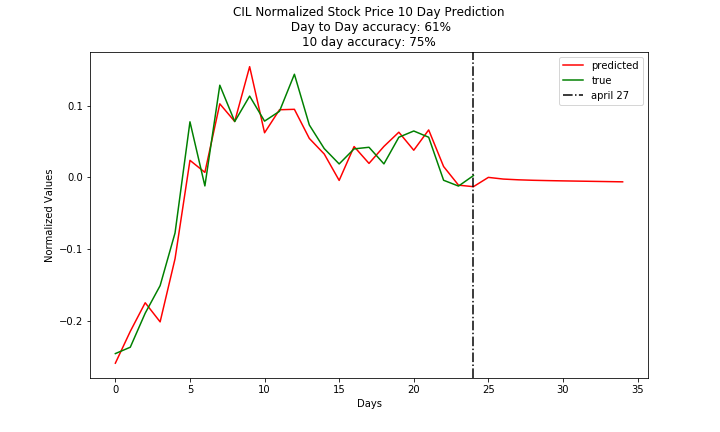 CIL Normalized Stock Price 10 Day Prediction
Day to Day accuracy: 61%
10 day accuracy: 75%
predicted
true
april 27
Normalized Values
0.1
0.0
−0.1
−0.2
0
5
10
15
20
25
30
35
Days